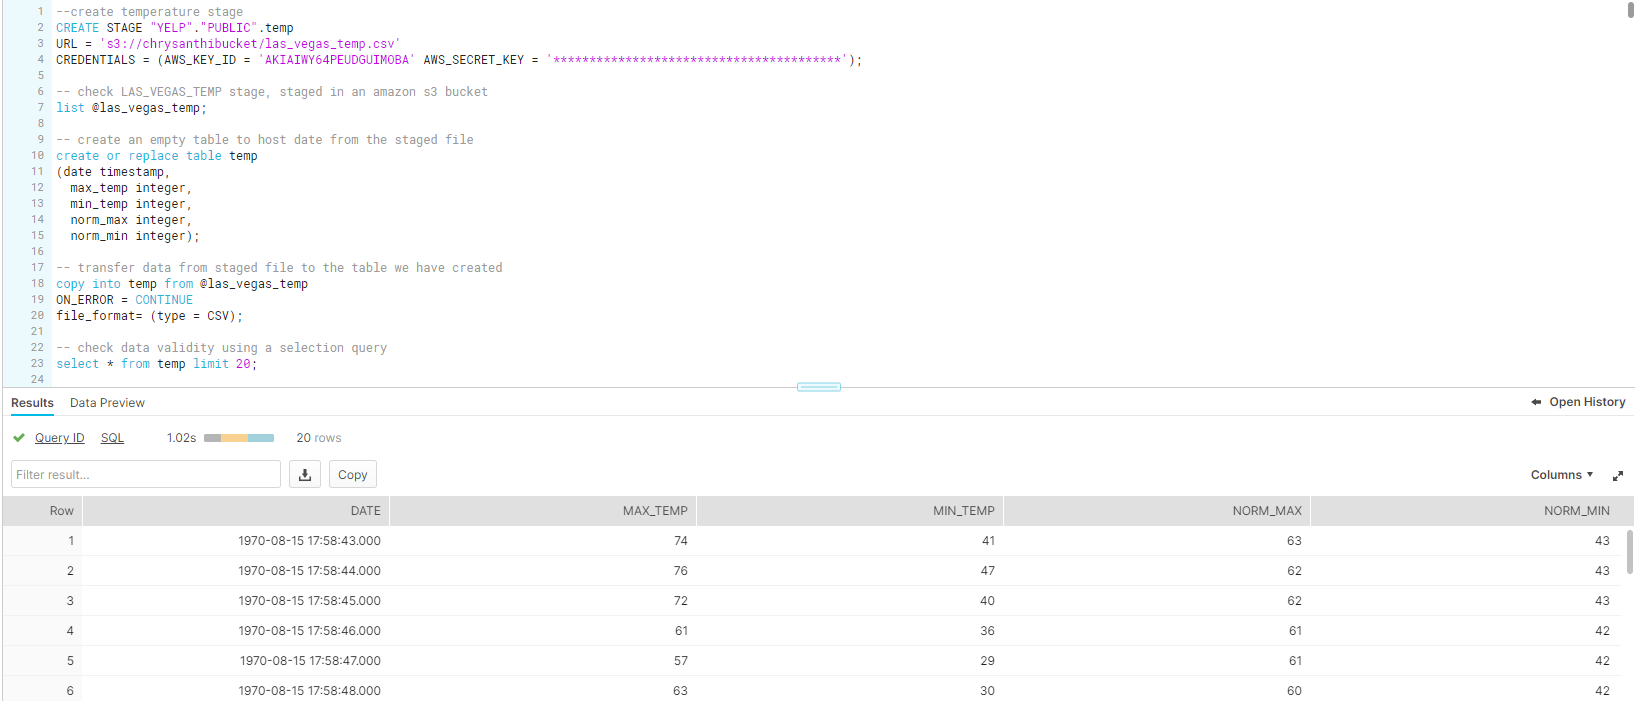 1 --create temperature stage
2 CREATE STAGE "YELP"."PUBLIC".temp
3 URL = 's3://chrysanthibucket/las_vegas_temp.csv'
4 CREDENTIALS = (AWS_KEY_ID = 'AKIAIWY64PEUDGUIMOBA' AWS_SECRET_KEY = '****************************************');
5
6 -- check LAS_VEGAS_TEMP stage, staged in an amazon s3 bucket
7 list @las_vegas_temp;
8
9 -- create an empty table to host date from the staged file
10 create or replace table temp
11 (date timestamp,
12 max_temp integer,
13 min_temp integer,
14 norm_max integer,
15 norm_min integer);
16
17 -- transfer data from staged file to the table we have created
18 copy into temp from @las_vegas_temp
19 ON_ERROR = CONTINUE
20 file_format= (type = CSV);
21
22 -- check data validity using a selection query
23 select * from temp limit 20;
24
Results Data Preview Open History
Query ID SQL 1.02s 20 rows
Filter result... Copy Columns
Row DATE MAX_TEMP MIN_TEMP NORM_MAX NORM_MIN
1 1970-08-15 17:58:43.000 74 41 63 43
2 1970-08-15 17:58:44.000 76 47 62 43
3 1970-08-15 17:58:45.000 72 40 62 43
4 1970-08-15 17:58:46.000 61 36 61 42
5 1970-08-15 17:58:47.000 57 29 61 42
6 1970-08-15 17:58:48.000 63 30 60 42